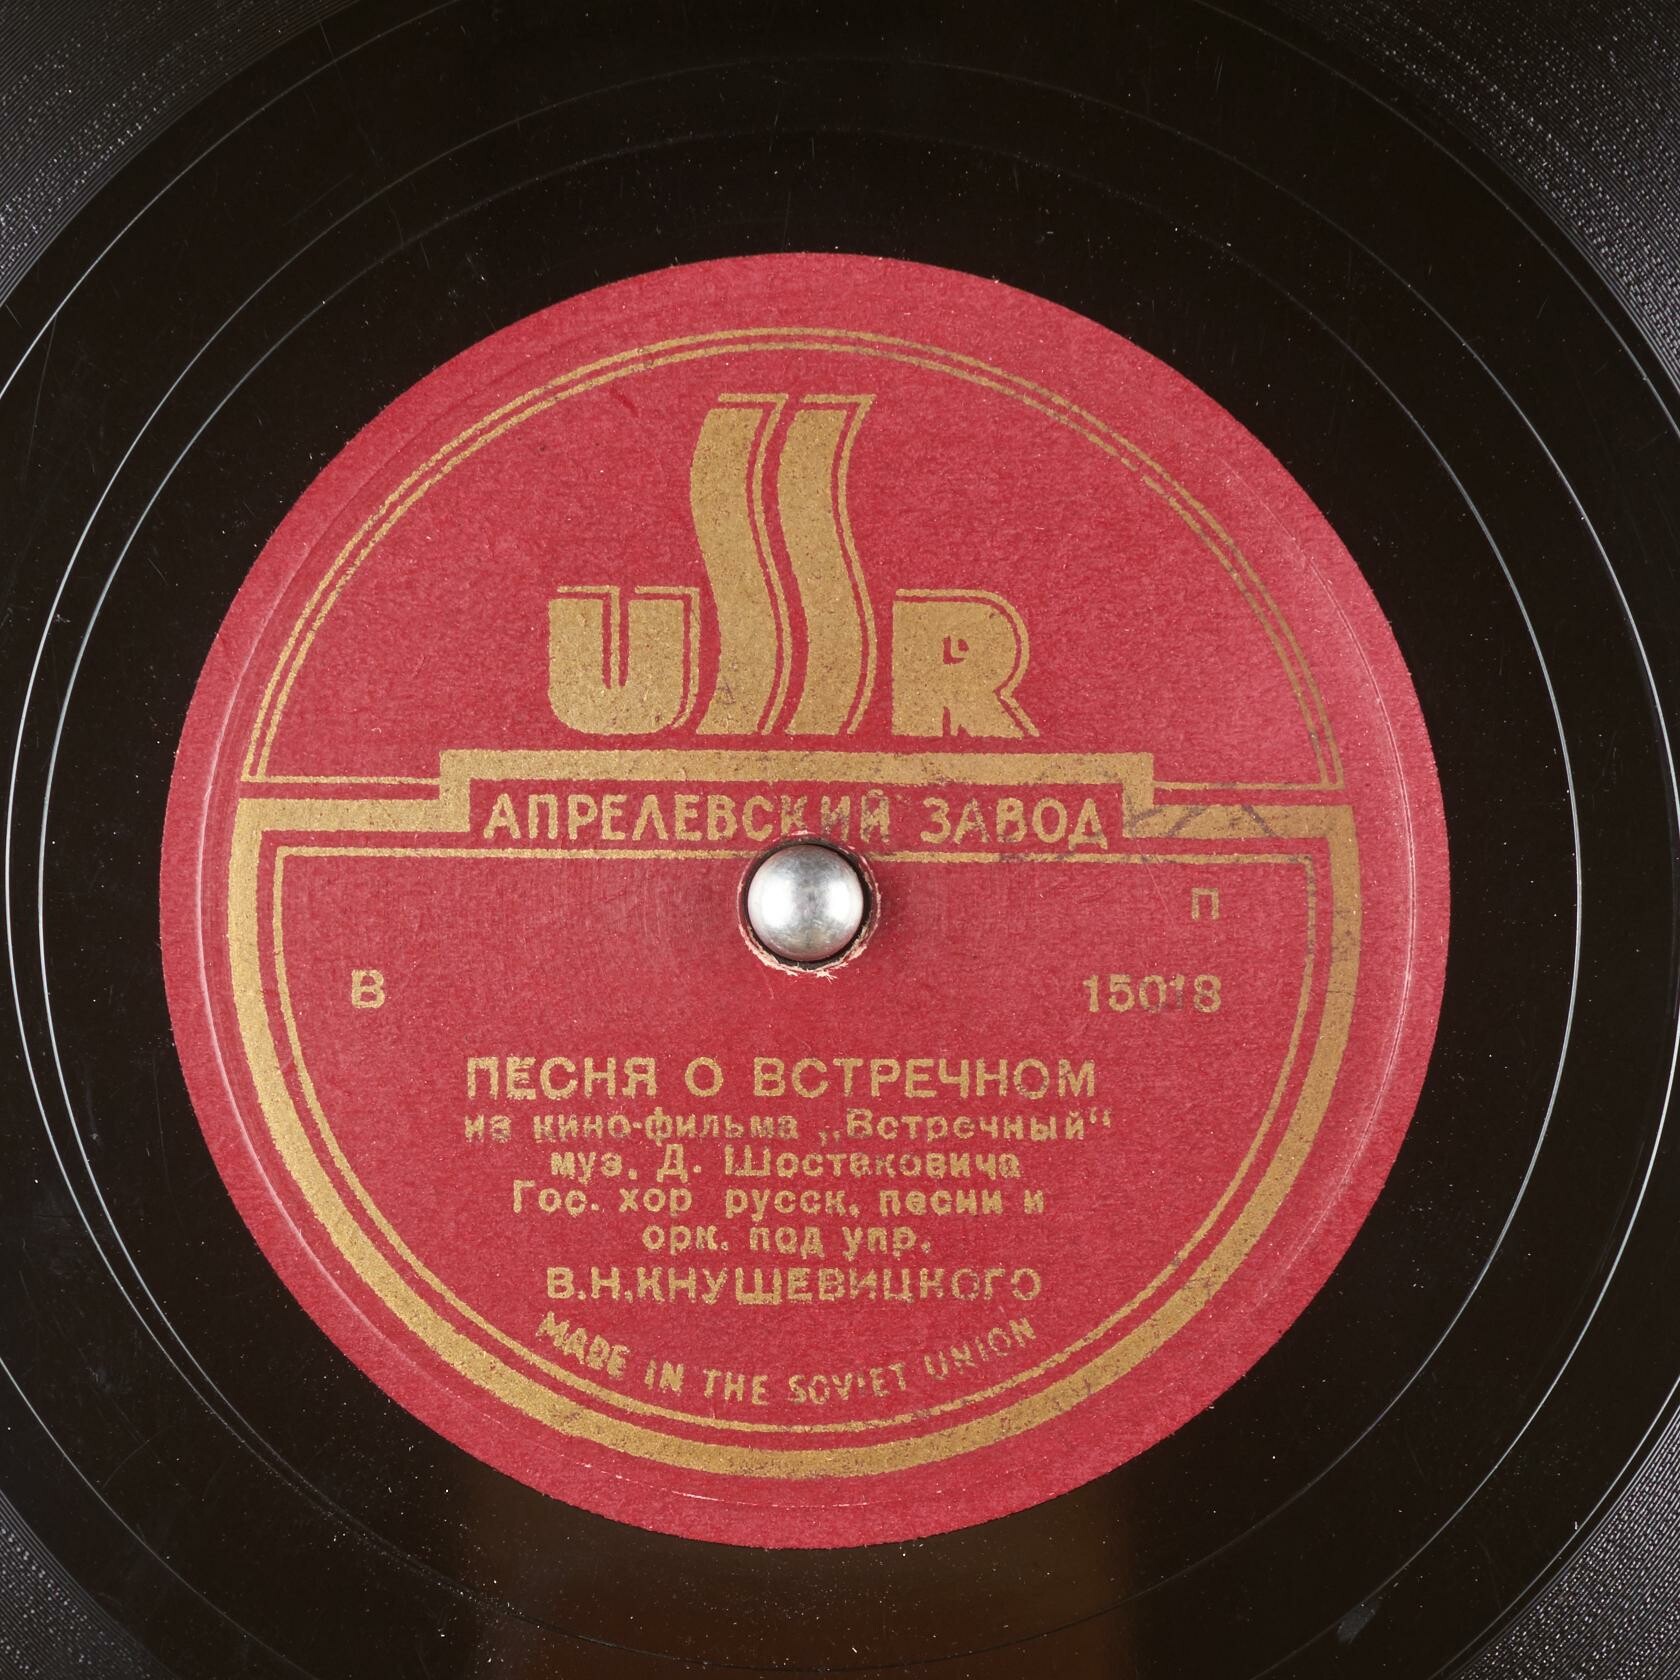 USSR
АПРЕЛЕВСКИЙ ЗАВОД
П
В 15018
ПЕСНЯ О ВСТРЕЧНОМ
из кино-фильма „Встречный“
муз. Д. Шостаковича
Гос. хор русск. песни и
орк. под упр.
В.Н.КНУШЕВИЦКОГО
MADE IN THE SOVIET UNION